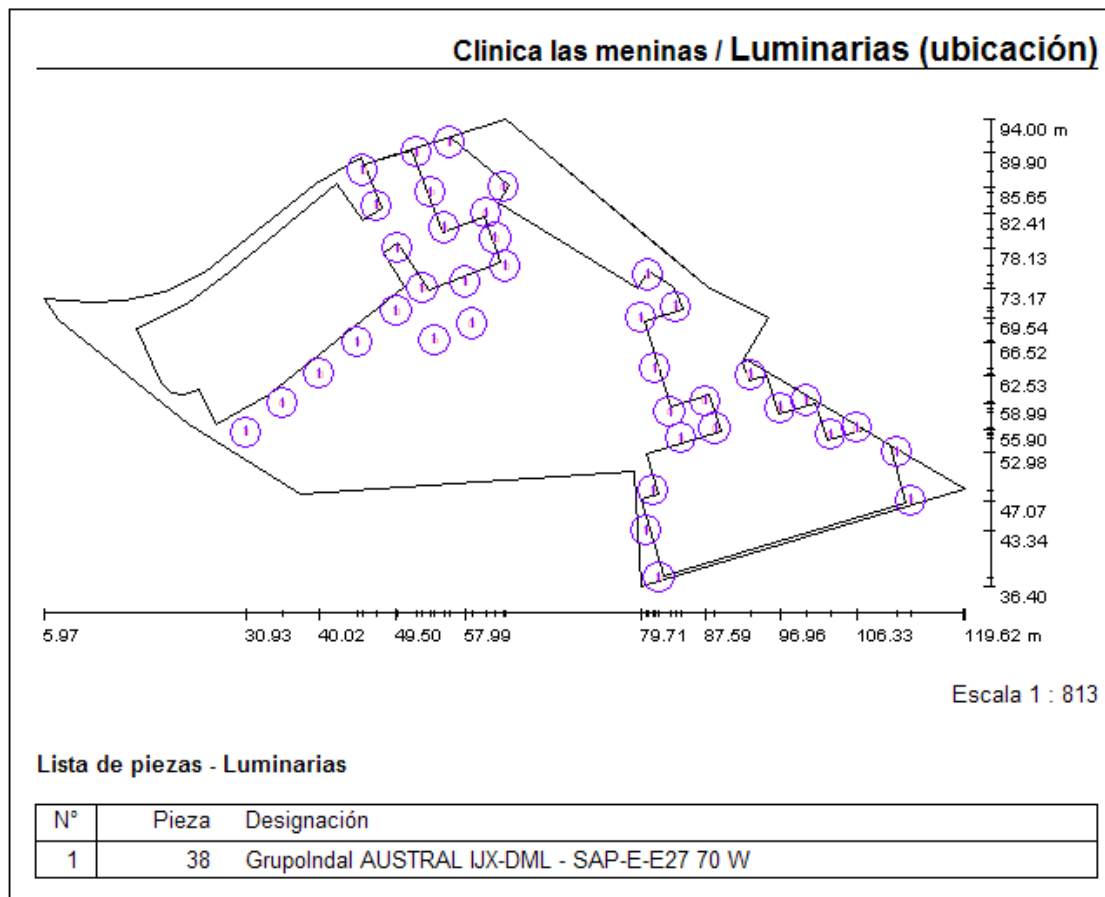 Clinica las meninas / Luminarias (ubicación)
94.00 m
89.90
85.65
82.41
78.13
73.17
69.54
66.52
62.53
58.99
55.90
52.98
47.07
43.34
36.40
5.97 30.93 40.02 49.50 57.99 79.71 87.59 96.96 106.33 119.62 m
Escala 1 : 813
Lista de piezas - Luminarias
N° Pieza Designación
1 38 GrupoIndal AUSTRAL IJX-DML - SAP-E-E27 70 W